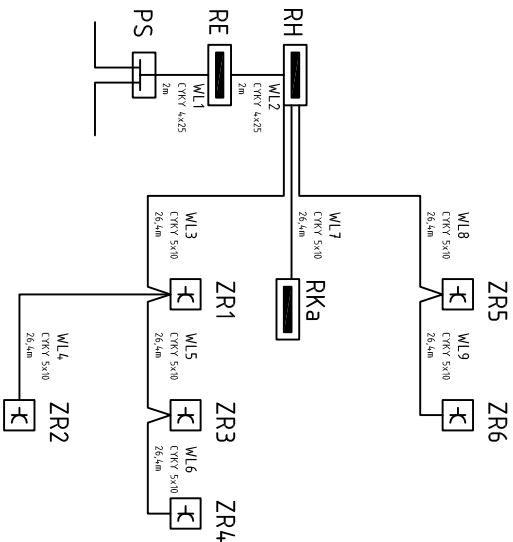 PS
RE
RH
WL1
CYKY 4x25
2m
WL2
CYKY 4x25
2m
WL3
CYKY 5x10
26,4m
WL7
CYKY 5x10
26,4m
WL8
CYKY 5x10
26,4m
ZR1
RKa
ZR5
WL4
CYKY 5x10
26,4m
WL5
CYKY 5x10
26,4m
WL9
CYKY 5x10
26,4m
ZR2
ZR3
ZR6
WL6
CYKY 5x10
26,4m
ZR4